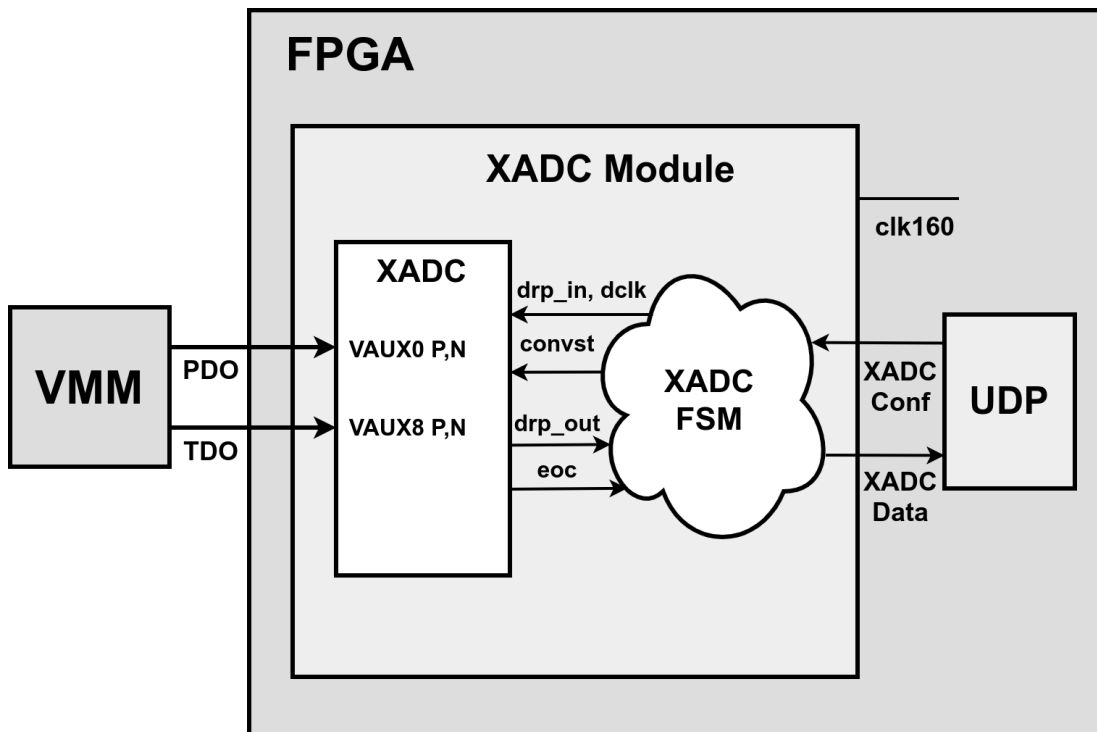 FPGA
XADC Module
clk160
XADC
drp_in, dclk
VAUX0 P,N
convst
VMM
PDO
XADC
FSM
XADC
Conf
UDP
VAUX8 P,N
drp_out
TDO
eoc
XADC
Data